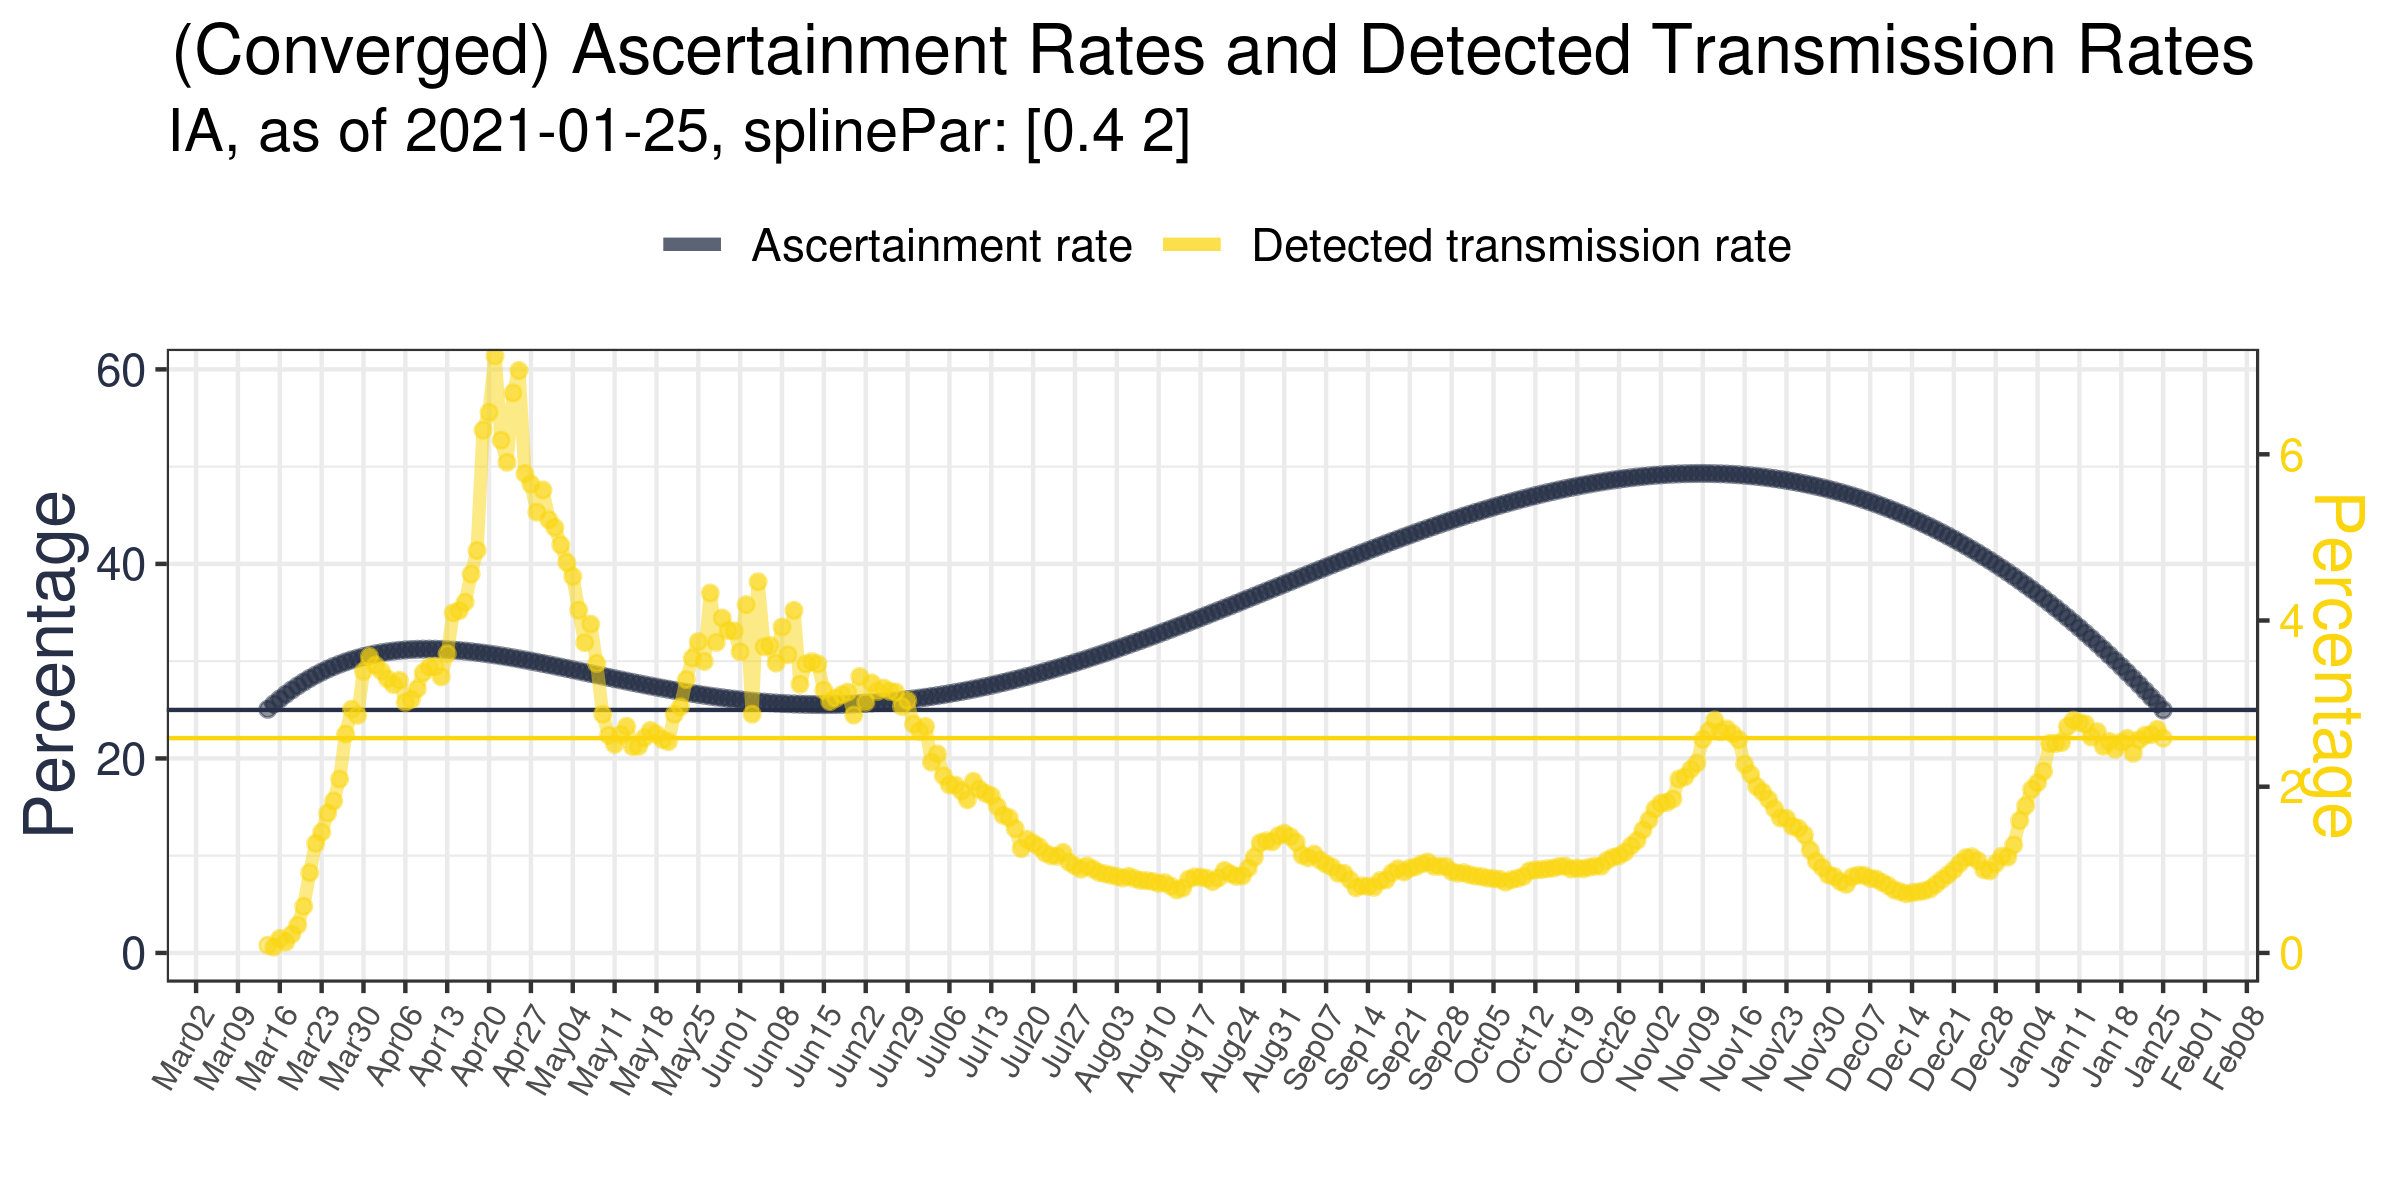 (Converged) Ascertainment Rates and Detected Transmission Rates
IA, as of 2021-01-25, splinePar: [0.4 2]
Ascertainment rate Detected transmission rate
Percentage
60
40
20
0
6
4
2
0
Percentage
Mar02 Mar09 Mar16 Mar23 Mar30 Apr06 Apr13 Apr20 Apr27 May04 May11 May18 May25 Jun01 Jun08 Jun15 Jun22 Jun29 Jul06 Jul13 Jul20 Jul27 Aug03 Aug10 Aug17 Aug24 Aug31 Sep07 Sep14 Sep21 Sep28 Oct05 Oct12 Oct19 Oct26 Nov02 Nov09 Nov16 Nov23 Nov30 Dec07 Dec14 Dec21 Dec28 Jan04 Jan11 Jan18 Jan25 Feb01 Feb08